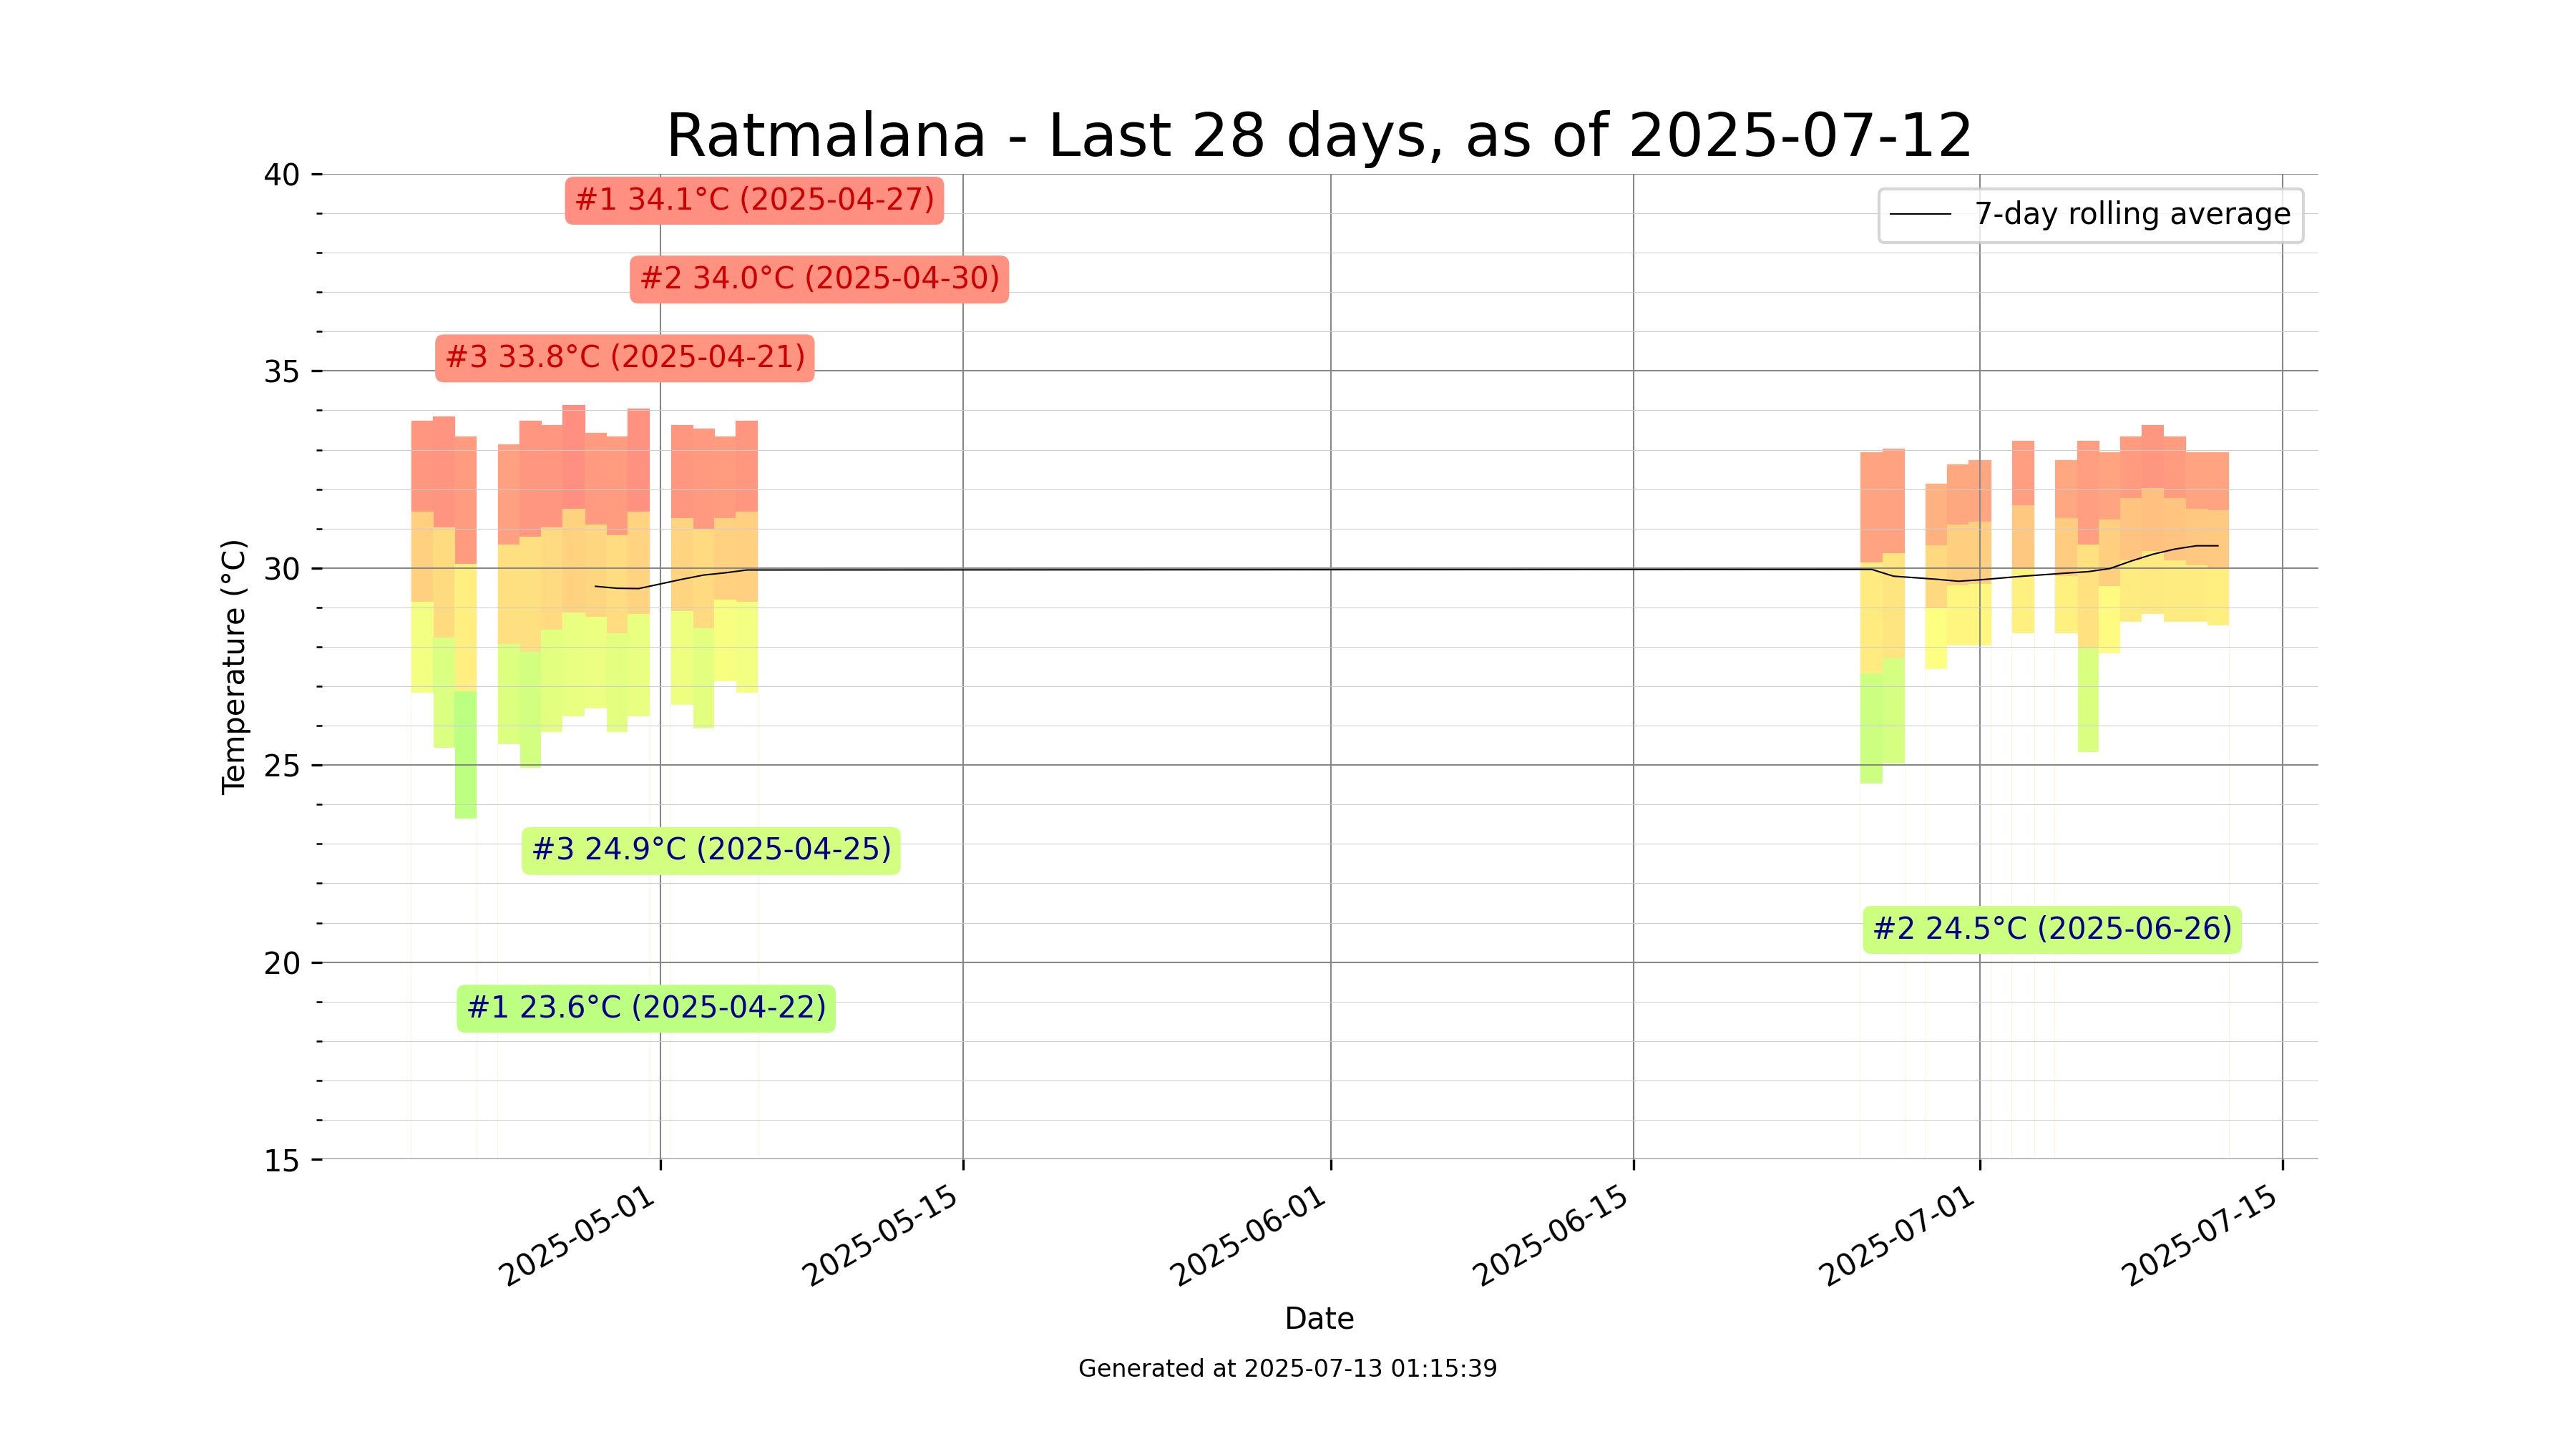 Ratmalana - Last 28 days, as of 2025-07-12
40
#1 34.1°C (2025-04-27)
7-day rolling average
#2 34.0°C (2025-04-30)
#3 33.8°C (2025-04-21)
35
30
Temperature (°C)
25
#3 24.9°C (2025-04-25)
#2 24.5°C (2025-06-26)
20
#1 23.6°C (2025-04-22)
15
2025-05-01
2025-05-15
2025-06-01
2025-06-15
2025-07-01
2025-07-15
Date
Generated at 2025-07-13 01:15:39